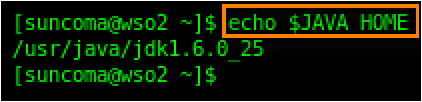 [suncoma@wso2 ~]$ echo $JAVA HOME
/usr/java/jdk1.6.0_25
[suncoma@wso2 ~]$